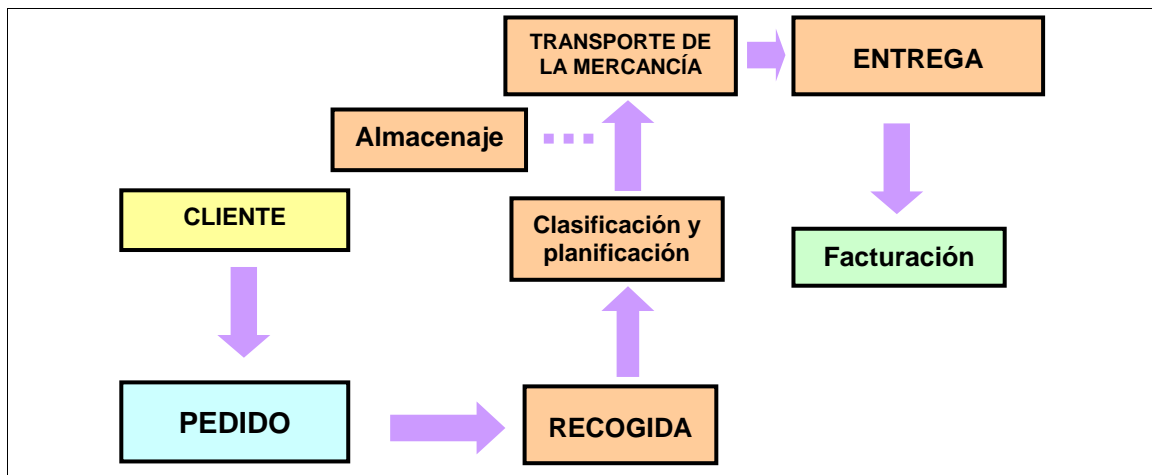 TRANSPORTE DE
LA MERCANCÍA
ENTREGA
Almacenaje
CLIENTE
Clasificación y
planificación
Facturación
PEDIDO
RECOGIDA